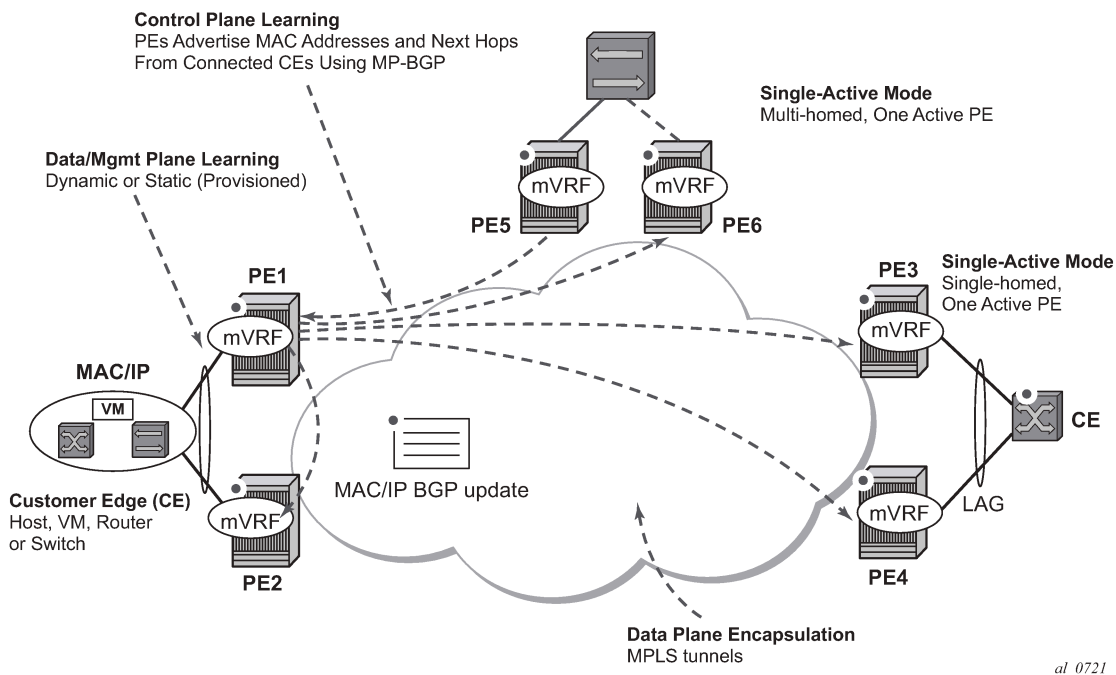 Control Plane Learning
PEs Advertise MAC Addresses and Next Hops
From Connected CEs Using MP-BGP
Single-Active Mode
Multi-homed, One Active PE
Data/Mgmt Plane Learning
Dynamic or Static (Provisioned)
mVRF
mVRF
PE5
PE6
PE1
PE3
Single-Active Mode
Single-homed,
One Active PE
mVRF
mVRF
MAC/IP
VM
CE
MAC/IP BGP update
Customer Edge (CE)
Host, VM, Router
or Switch
mVRF
PE2
LAG
mVRF
PE4
Data Plane Encapsulation
MPLS tunnels
al_0721